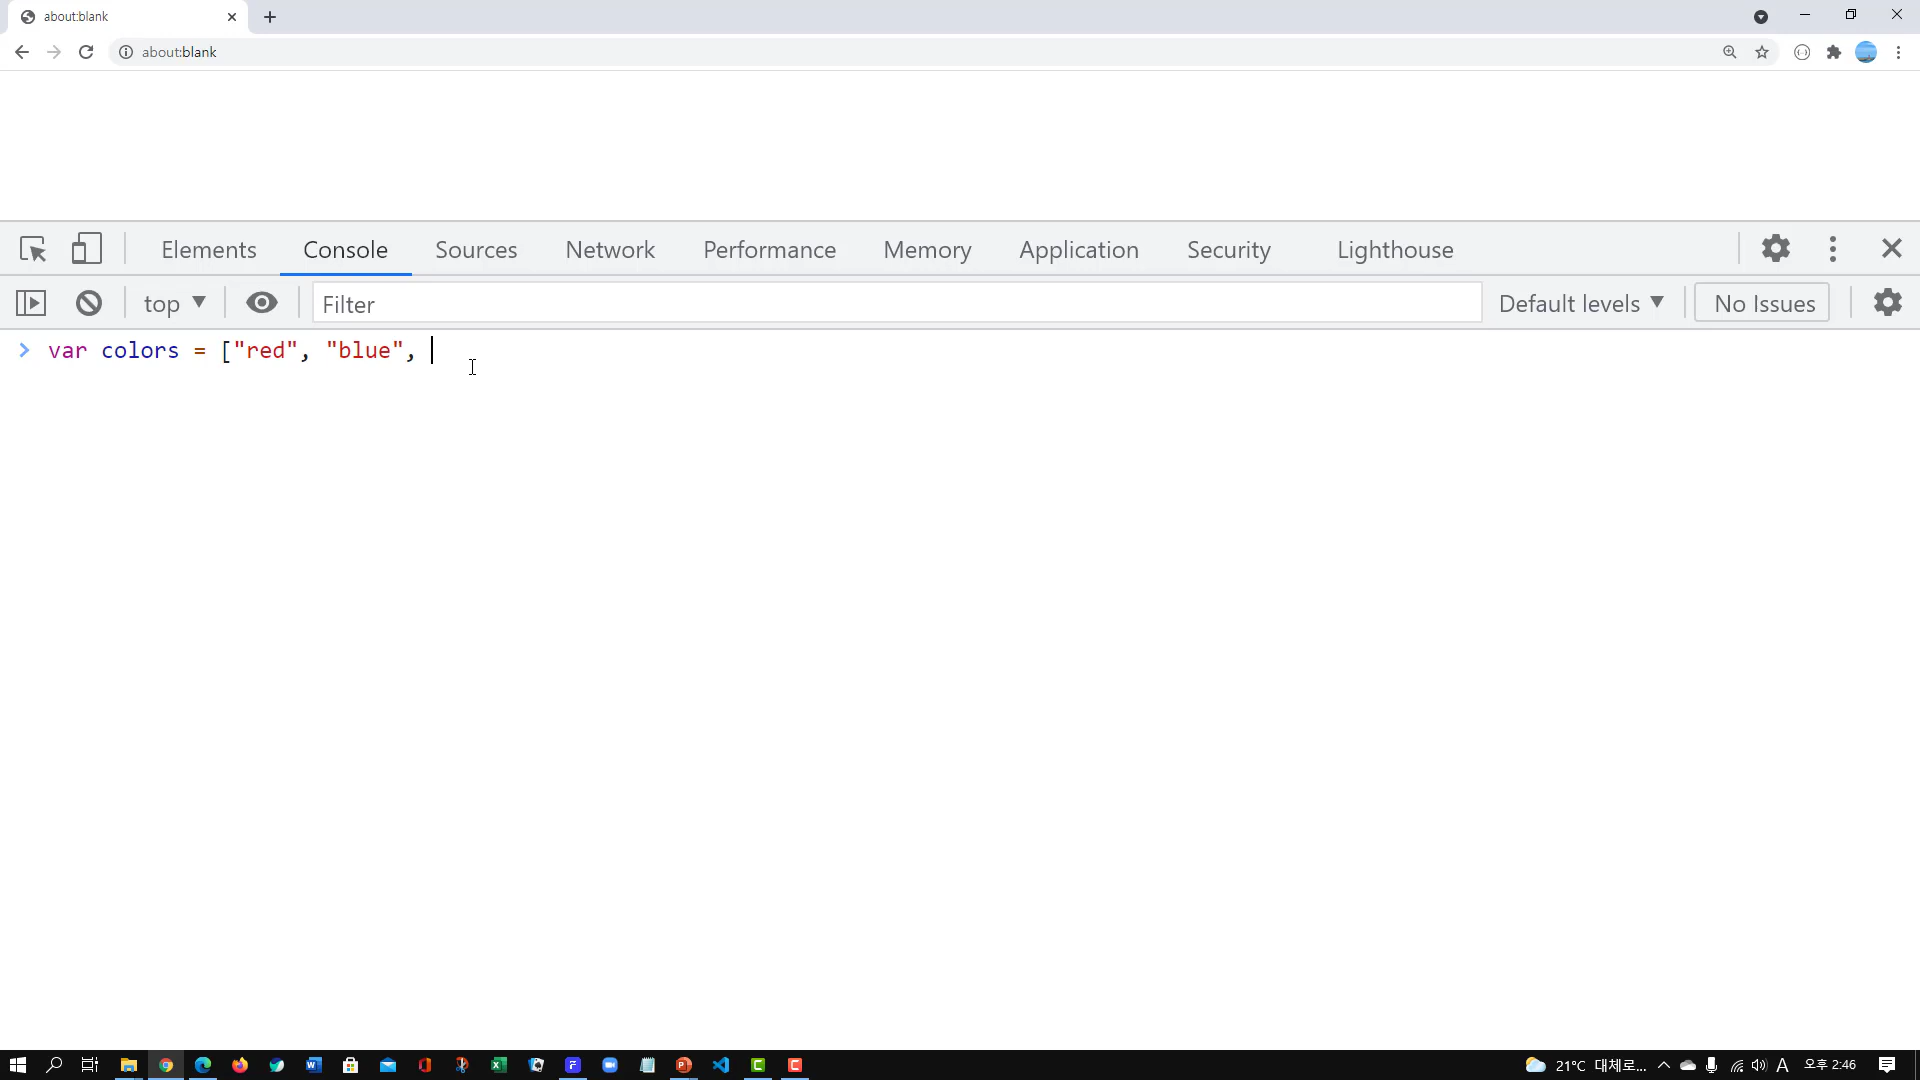 about:blank
about:blank
Elements Console Sources Network Performance Memory Application Security Lighthouse
top Filter Default levels No Issues
> var colors = ["red", "blue",
21°C 대체로... A 오후 2:46